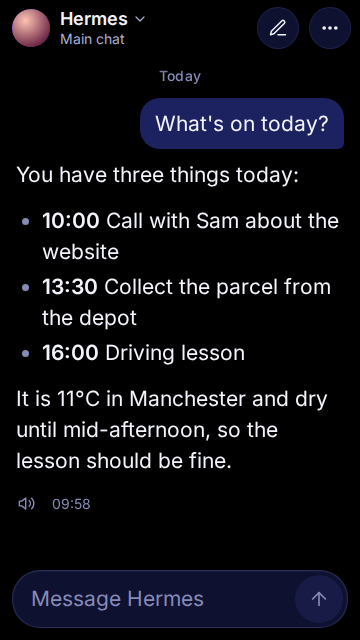 Hermes
Main chat
Today
What's on today?
You have three things today:
10:00 Call with Sam about the
website
13:30 Collect the parcel from
the depot
16:00 Driving lesson
It is 11°C in Manchester and dry
until mid-afternoon, so the
lesson should be fine.
09:58
Message Hermes